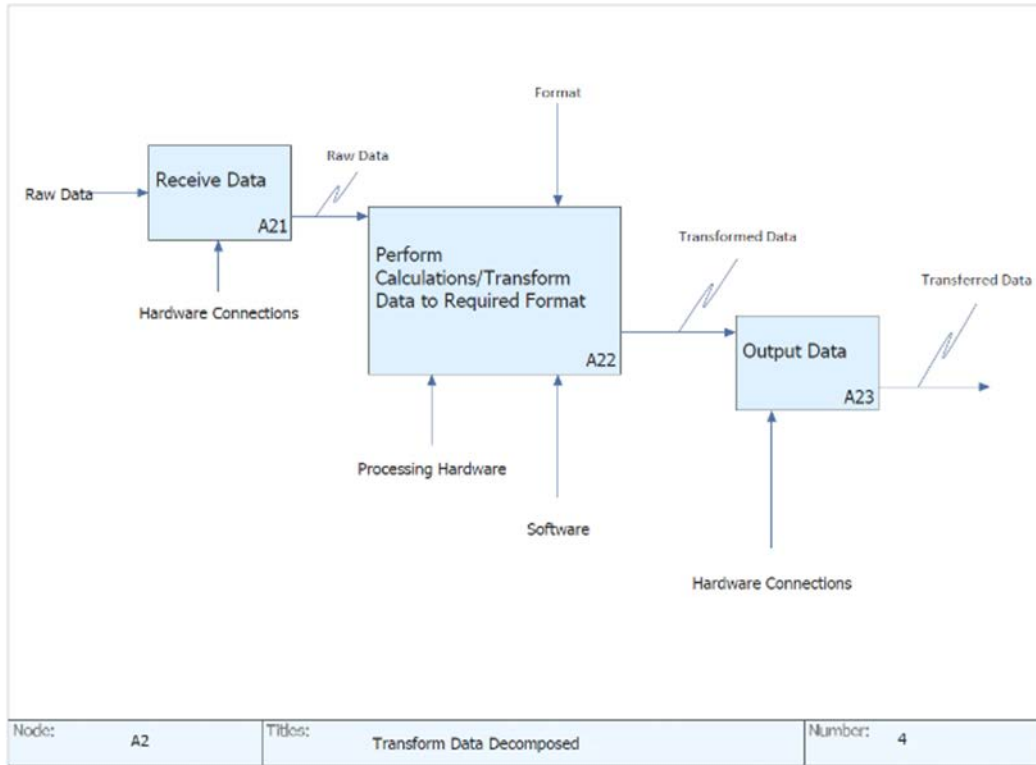 Format
Raw Data
Receive Data
Raw Data
A21
Hardware Connections
Perform
Calculations/Transform
Data to Required Format
A22
Transformed Data
Transferred Data
Output Data
A23
Processing Hardware
Software
Hardware Connections
Node:
A2
Titles:
Transform Data Decomposed
Number:
4